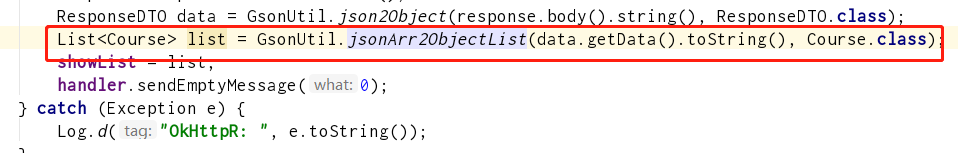 ResponseDTO data = GsonUtil.json2Object(response.body().string(), ResponseDTO.class);
List<Course> list = GsonUtil.jsonArr2ObjectList(data.getData().toString(), Course.class);
showList = list;
handler.sendEmptyMessage( what: 0);
} catch (Exception e) {
Log.d( tag: "OkHttpR: ", e.toString());
}